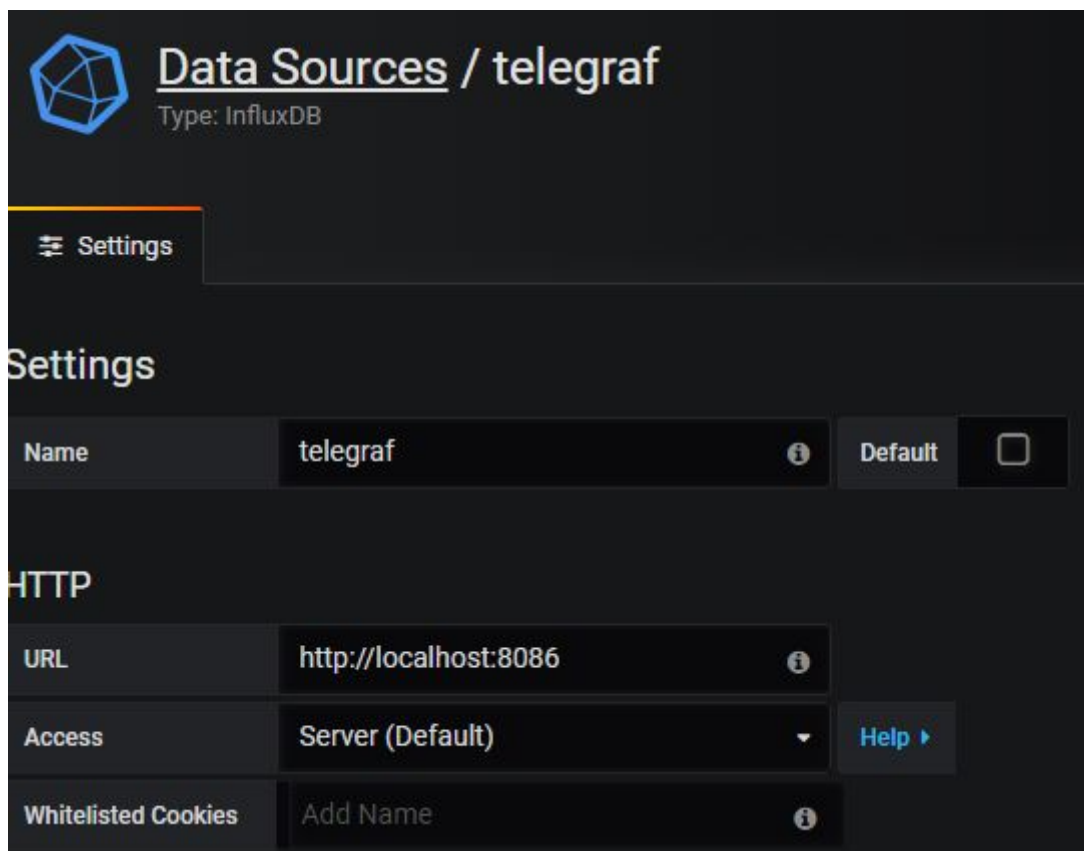 Data Sources / telegraf
Type: InfluxDB
Settings
Settings
Name telegraf Default
HTTP
URL http://localhost:8086
Access Server (Default) Help
Whitelisted Cookies Add Name